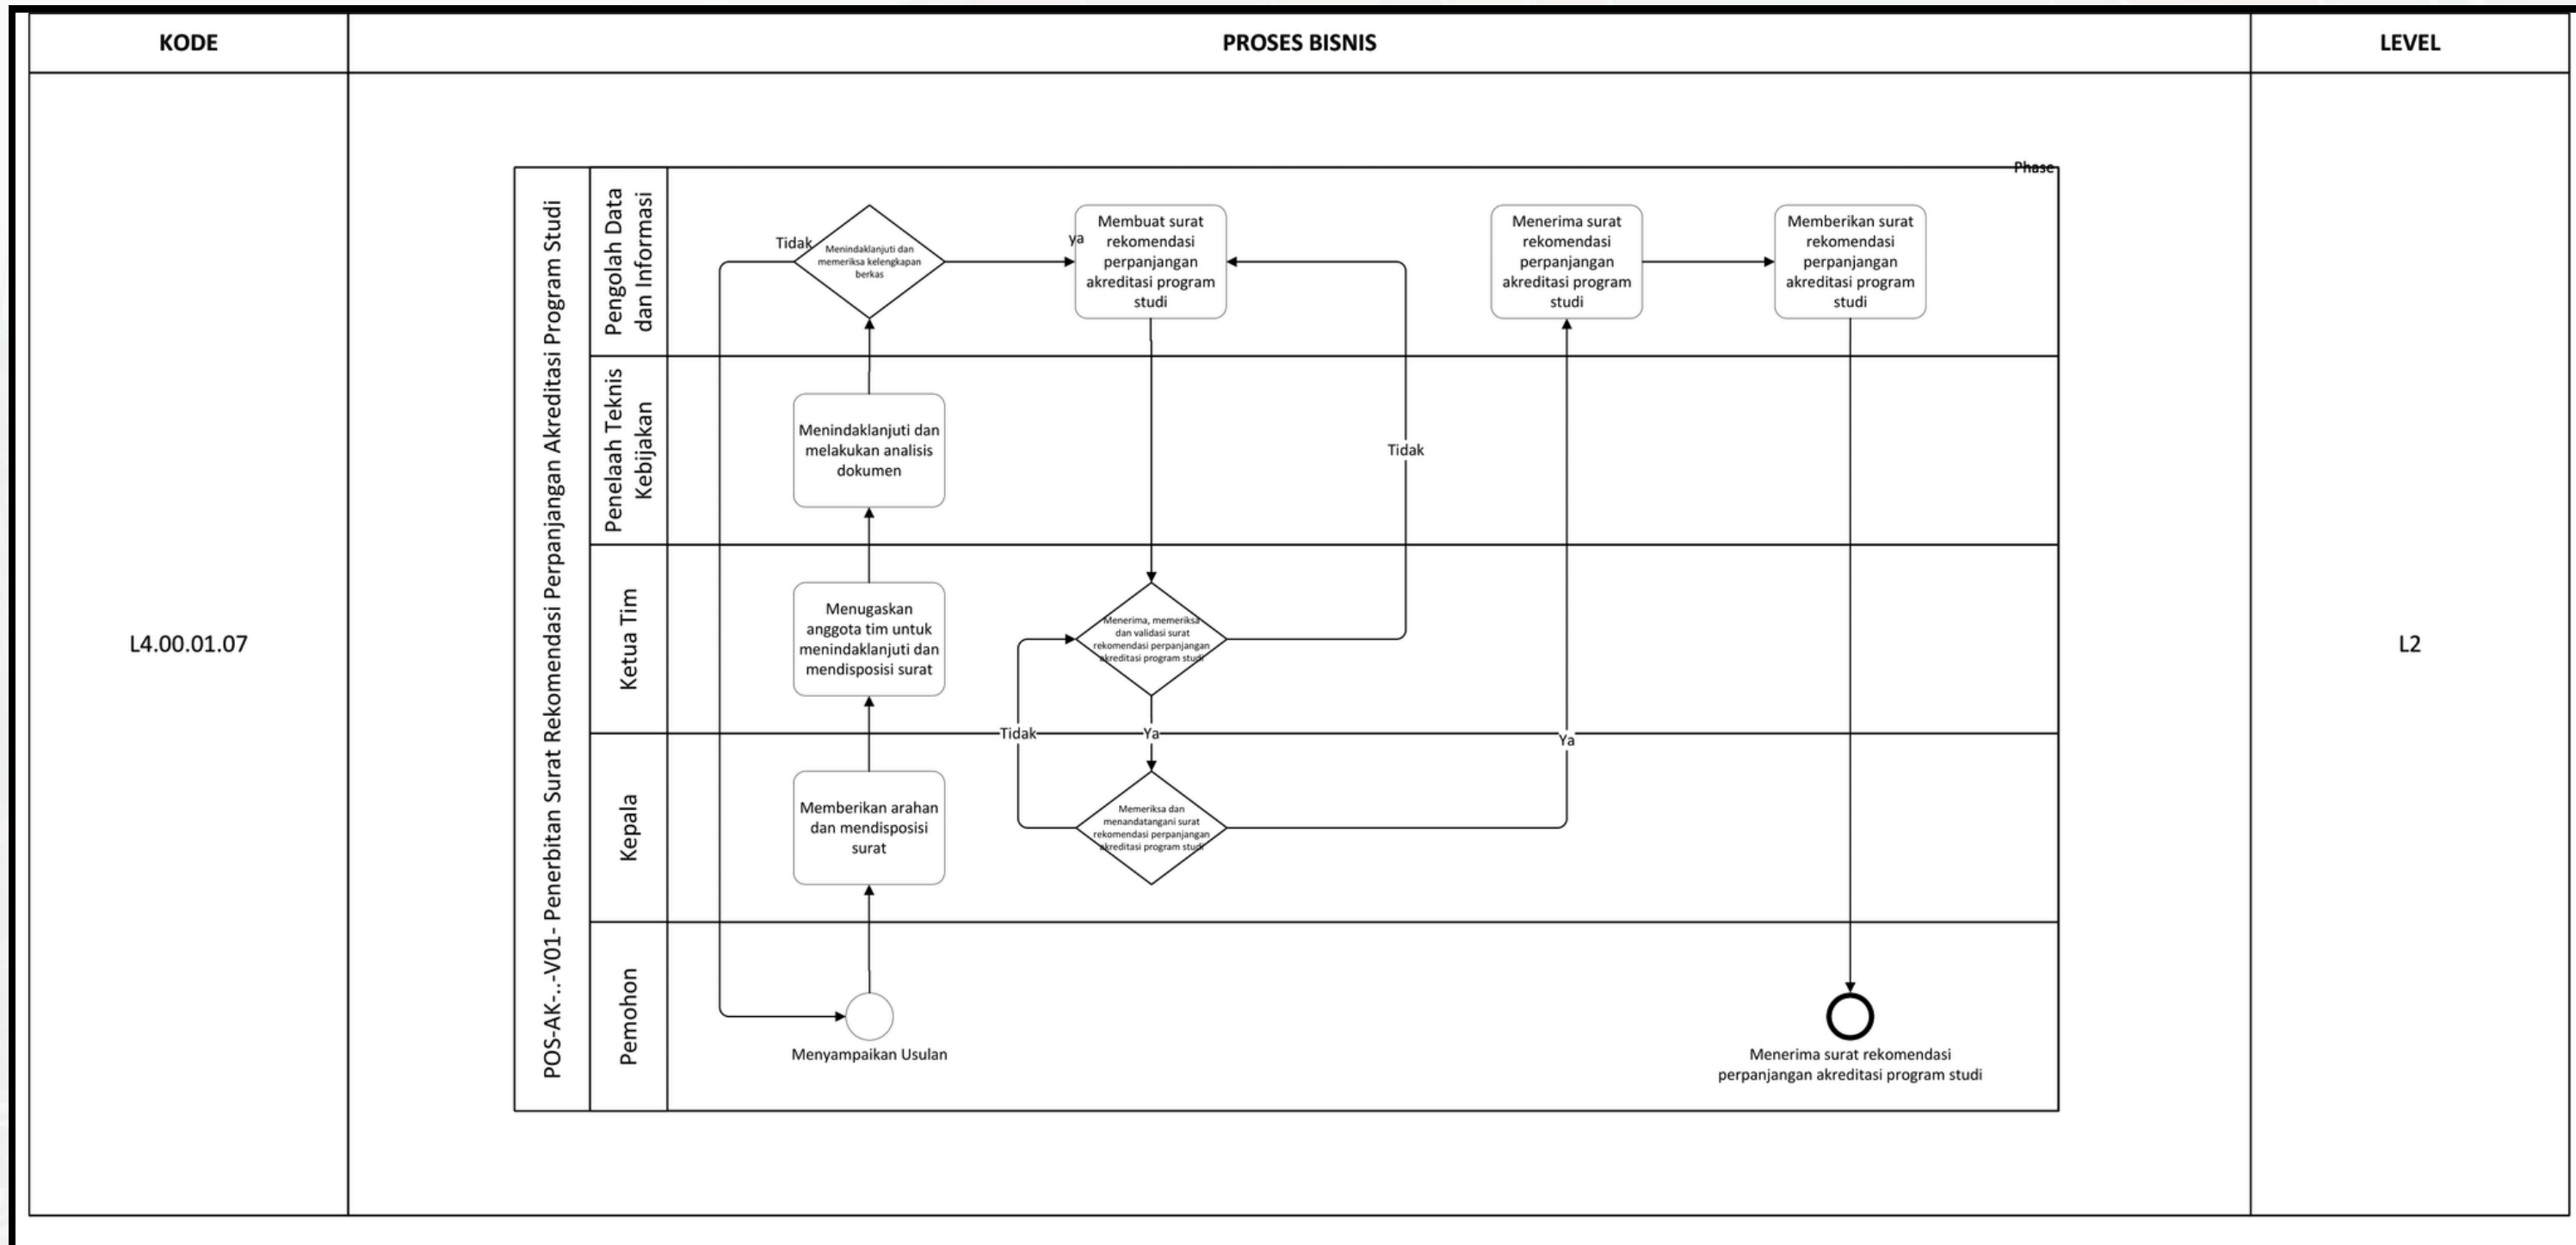 KODE
PROSES BISNIS
LEVEL
L4.00.01.07
L2
Phase
POS-AK-..-V01- Penerbitan Surat Rekomendasi Perpanjangan Akreditasi Program Studi
Pengolah Data
dan Informasi
Tidak
Menindaklanjuti dan
memeriksa kelengkapan
berkas
ya
Membuat surat
rekomendasi
perpanjangan
akreditasi program
studi
Menerima surat
rekomendasi
perpanjangan
akreditasi program
studi
Memberikan surat
rekomendasi
perpanjangan
akreditasi program
studi
Penelaah Teknis
Kebijakan
Menindaklanjuti dan
melakukan analisis
dokumen
Tidak
Ketua Tim
Menugaskan
anggota tim untuk
menindaklanjuti dan
mendisposisi surat
Menerima, memeriksa
dan validasi surat
rekomendasi perpanjangan
akreditasi program studi
Tidak
Ya
Ya
Kepala
Memberikan arahan
dan mendisposisi
surat
Memeriksa dan
menandatangani surat
rekomendasi perpanjangan
akreditasi program studi
Pemohon
Menyampaikan Usulan
Menerima surat rekomendasi
perpanjangan akreditasi program studi